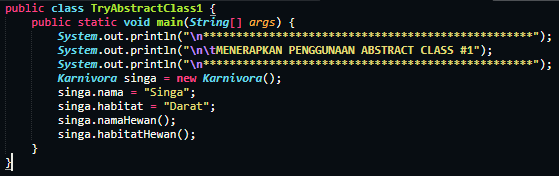 public class TryAbstractClass1 {
public static void main(String[] args) {
System.out.println("\n**************************************************");
System.out.println("\n\tMENERAPKAN PENGGUNAAN ABSTRACT CLASS #1");
System.out.println("\n**************************************************");
Karnivora singa = new Karnivora();
singa.nama = "Singa";
singa.habitat = "Darat";
singa.namaHewan();
singa.habitatHewan();
}
}